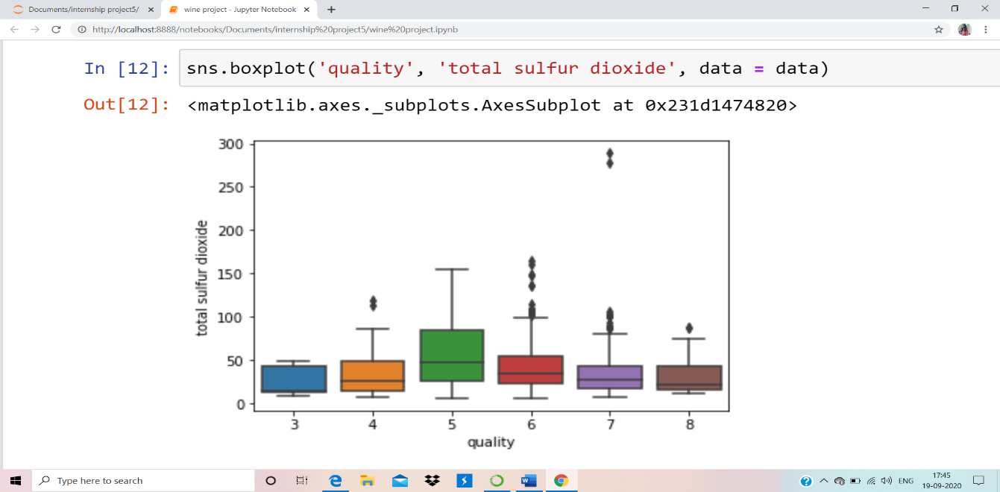 Documents/internship project5/
wine project - Jupyter Notebook
http://localhost:8888/notebooks/Documents/internship%20project5/wine%20project.ipynb
In [12]: sns.boxplot('quality', 'total sulfur dioxide', data = data)
Out[12]: <matplotlib.axes._subplots.AxesSubplot at 0x231d1474820>
300
250
200
150
100
50
0
total sulfur dioxide
3 4 5 6 7 8
quality
Type here to search
ENG
17:45
19-09-2020